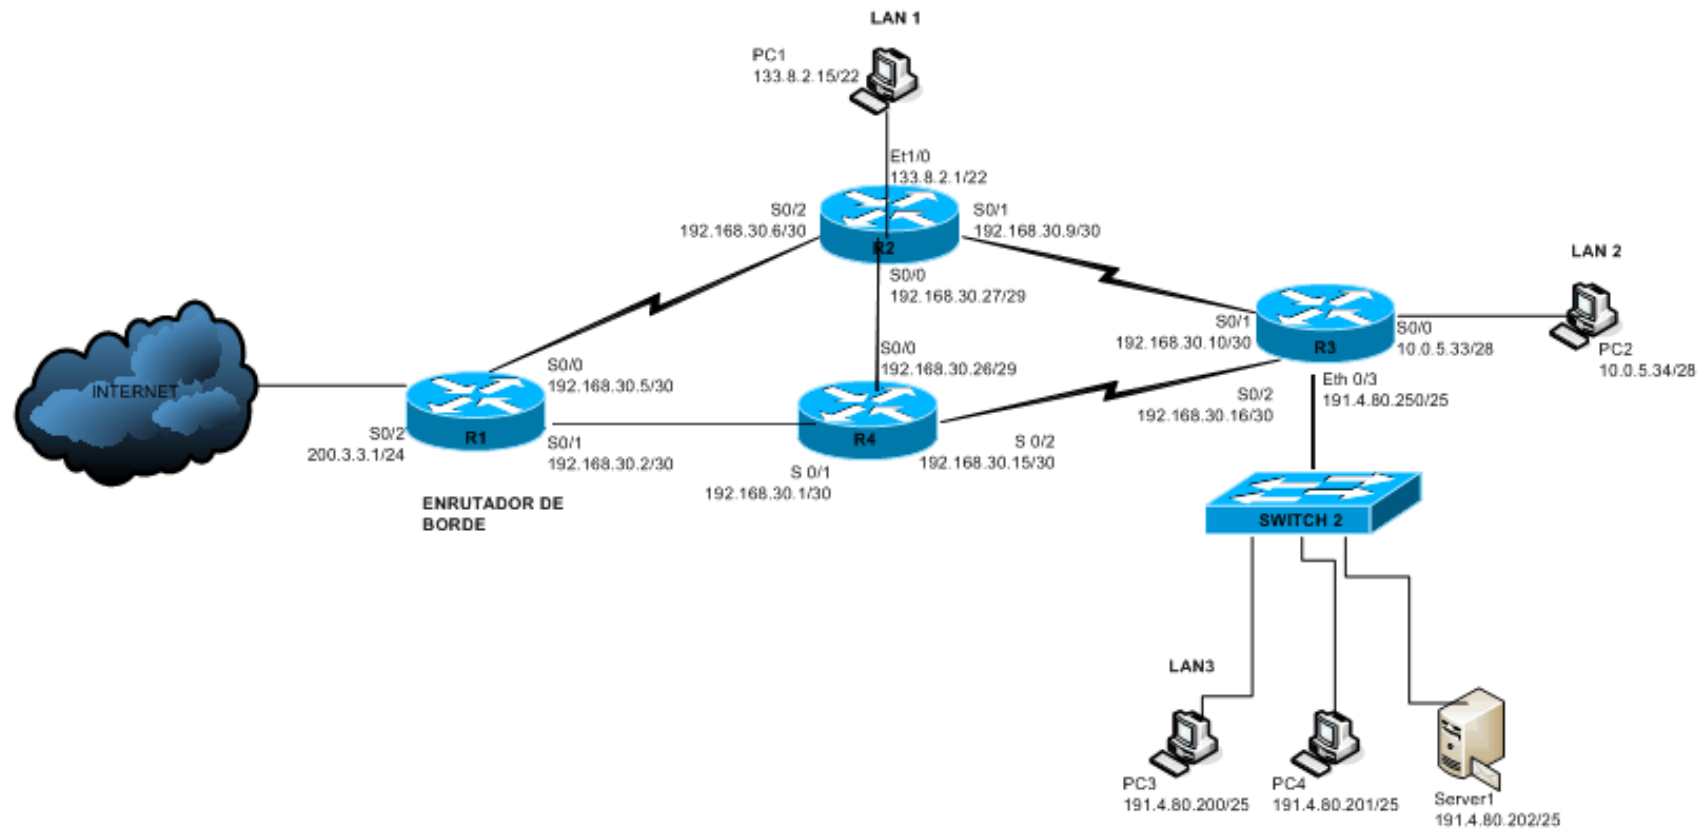 LAN 1
PC1
133.8.2.15/22
Et1/0
133.8.2.1/22
S0/2
192.168.30.6/30
S0/1
192.168.30.9/30
R2
S0/0
192.168.30.27/29
LAN 2
S0/1
192.168.30.10/30
R3
S0/0
10.0.5.33/28
PC2
10.0.5.34/28
INTERNET
S0/0
192.168.30.5/30
S0/0
192.168.30.26/29
S0/2
192.168.30.16/30
Eth 0/3
191.4.80.250/25
S0/2
200.3.3.1/24
R1
S0/1
192.168.30.2/30
R4
S 0/1
192.168.30.1/30
S 0/2
192.168.30.15/30
ENRUTADOR DE
BORDE
SWITCH 2
LAN3
PC3
191.4.80.200/25
PC4
191.4.80.201/25
Server1
191.4.80.202/25